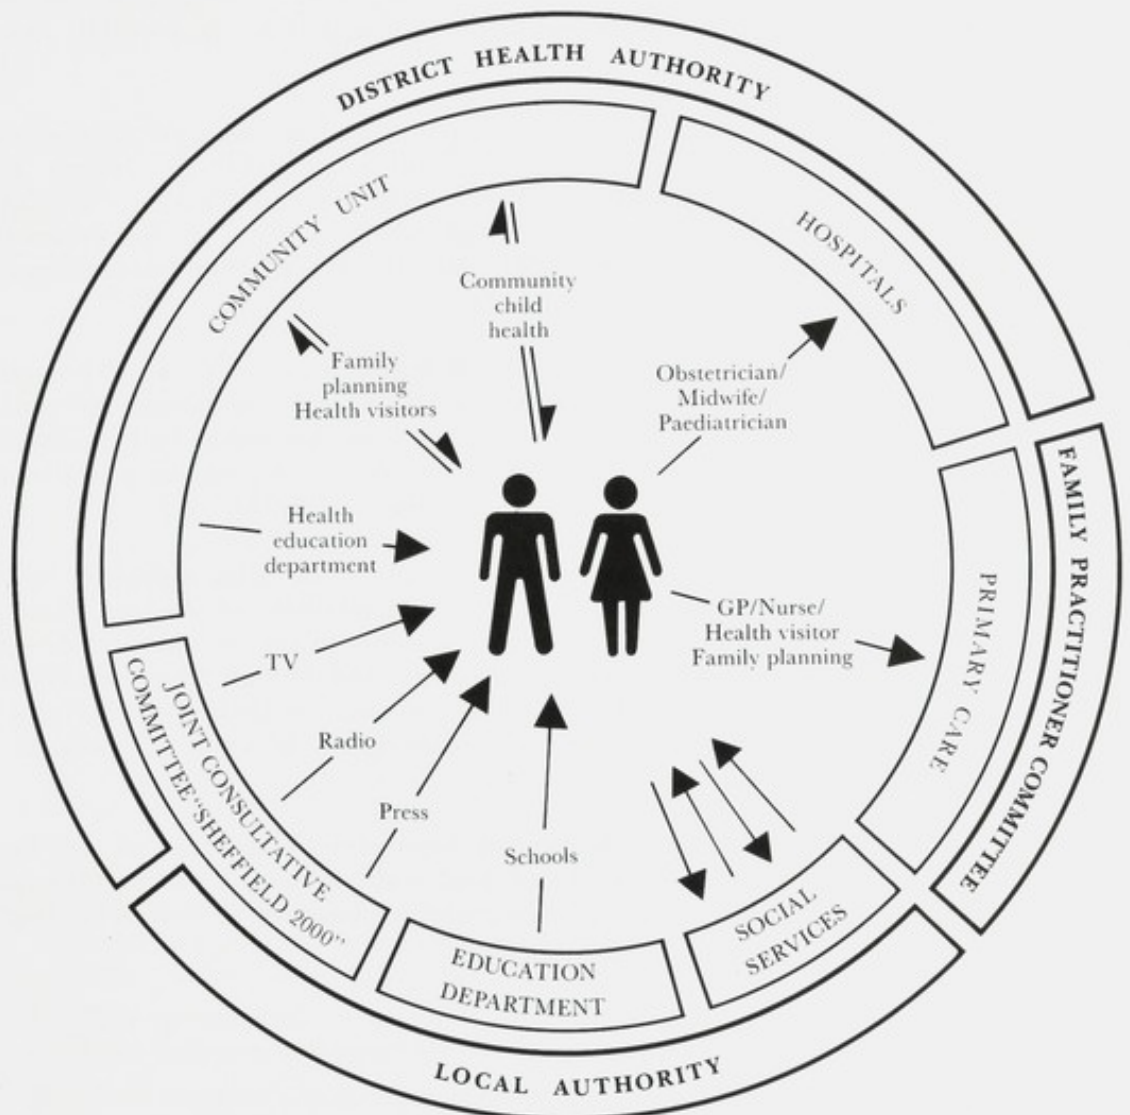 DISTRICT HEALTH AUTHORITY
COMMUNITY UNIT
HOSPITALS
Community
child
health
Family
planning
Health visitors
Obstetrician/
Midwife/
Paediatrician
Health
education
department
FAMILY PRACTITIONER COMMITTEE
PRIMARY CARE
GP/Nurse/
Health visitor
Family planning
TV
Radio
Press
Schools
JOINT CONSULTATIVE
COMMITTEE "SHEFFIELD 2000"
EDUCATION
DEPARTMENT
SOCIAL
SERVICES
LOCAL AUTHORITY